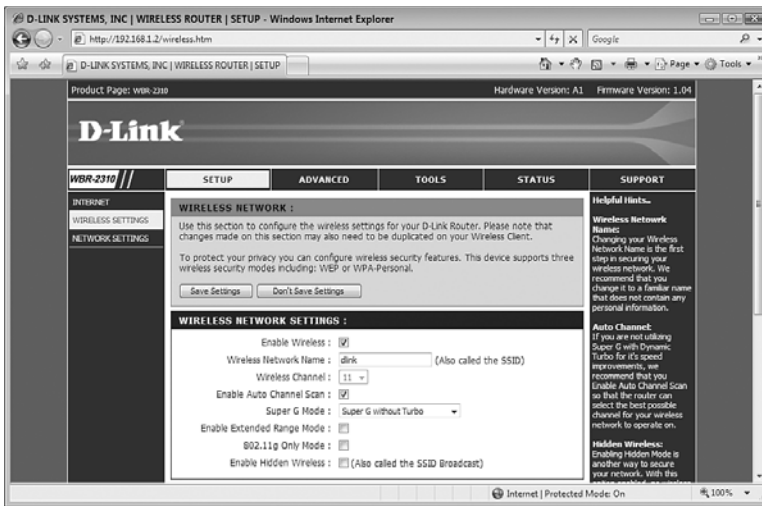 D-LINK SYSTEMS, INC | WIRELESS ROUTER | SETUP - Windows Internet Explorer
http://192.168.1.2/wireless.htm
Google
D-LINK SYSTEMS, INC | WIRELESS ROUTER | SETUP
Page
Tools
Product Page: WBR-2310
Hardware Version: A1
Firmware Version: 1.04
D-Link
WBR-2310
SETUP
ADVANCED
TOOLS
STATUS
SUPPORT
INTERNET
WIRELESS SETTINGS
NETWORK SETTINGS
WIRELESS NETWORK :
Use this section to configure the wireless settings for your D-Link Router. Please note that
changes made on this section may also need to be duplicated on your Wireless Client.
To protect your privacy you can configure wireless security features. This device supports three
wireless security modes including: WEP or WPA-Personal.
Save Settings
Don't Save Settings
WIRELESS NETWORK SETTINGS :
Enable Wireless :
Wireless Network Name : dlink (Also called the SSID)
Wireless Channel : 11
Enable Auto Channel Scan :
Super G Mode : Super G without Turbo
Enable Extended Range Mode :
802.11g Only Mode :
Enable Hidden Wireless : (Also called the SSID Broadcast)
Helpful Hints..
Wireless Netowrk
Name:
Changing your Wireless
Network Name is the first
step in securing your
wireless network. We
recommend that you
change it to a familiar name
that does not contain any
personal information.
Auto Channel:
If you are not utilizing
Super G with Dynamic
Turbo for it's speed
improvements, we
recommend that you
Enable Auto Channel Scan
so that the router can
select the best possible
channel for your wireless
network to operate on.
Hidden Wireless:
Enabling Hidden Mode is
another way to secure
your network. With this
Internet | Protected Mode: On
100%